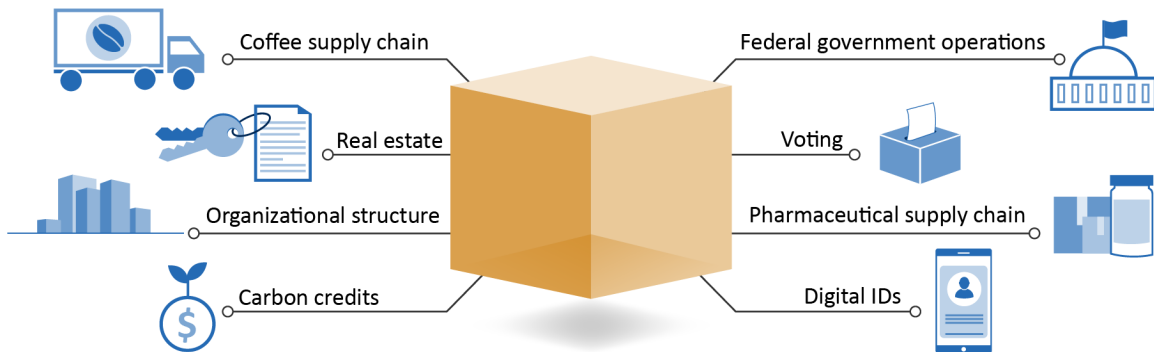 Coffee supply chain
Real estate
Organizational structure
Carbon credits
$
Federal government operations
Voting
Pharmaceutical supply chain
Digital IDs